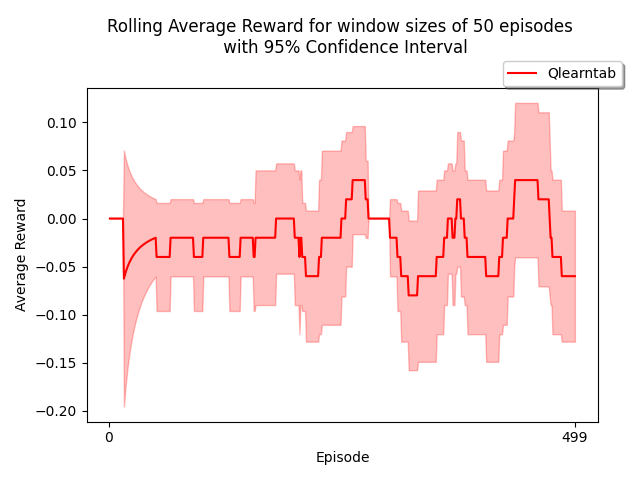 Rolling Average Reward for window sizes of 50 episodes
with 95% Confidence Interval
Qlearntab
0.10
0.05
0.00
−0.05
−0.10
−0.15
−0.20
Average Reward
0
499
Episode